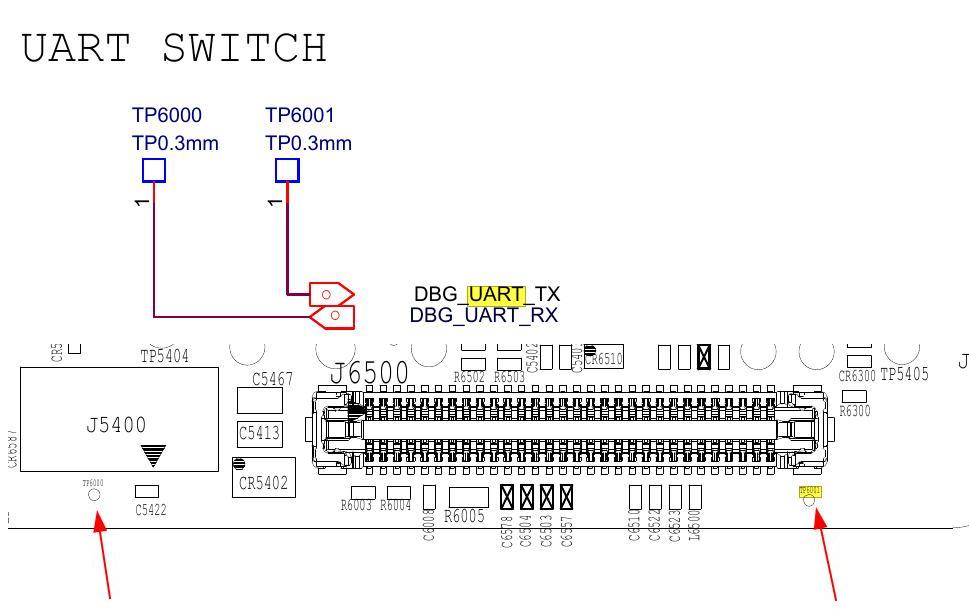 UART SWITCH
TP6000
TP0.3mm
TP6001
TP0.3mm
1
1
DBG_UART_TX
DBG_UART_RX
CR5
TP5404
J6500
C5467
R6502
R6503
C5402
C5403
CR6510
CR6300
TP5405
J
R6300
J5400
C5413
CR5402
CR6587
TP6000
C5422
R6003
R6004
C6008
R6005
C6578
C6504
C6503
C6557
C6510
C6522
C6523
L6500
TP6001